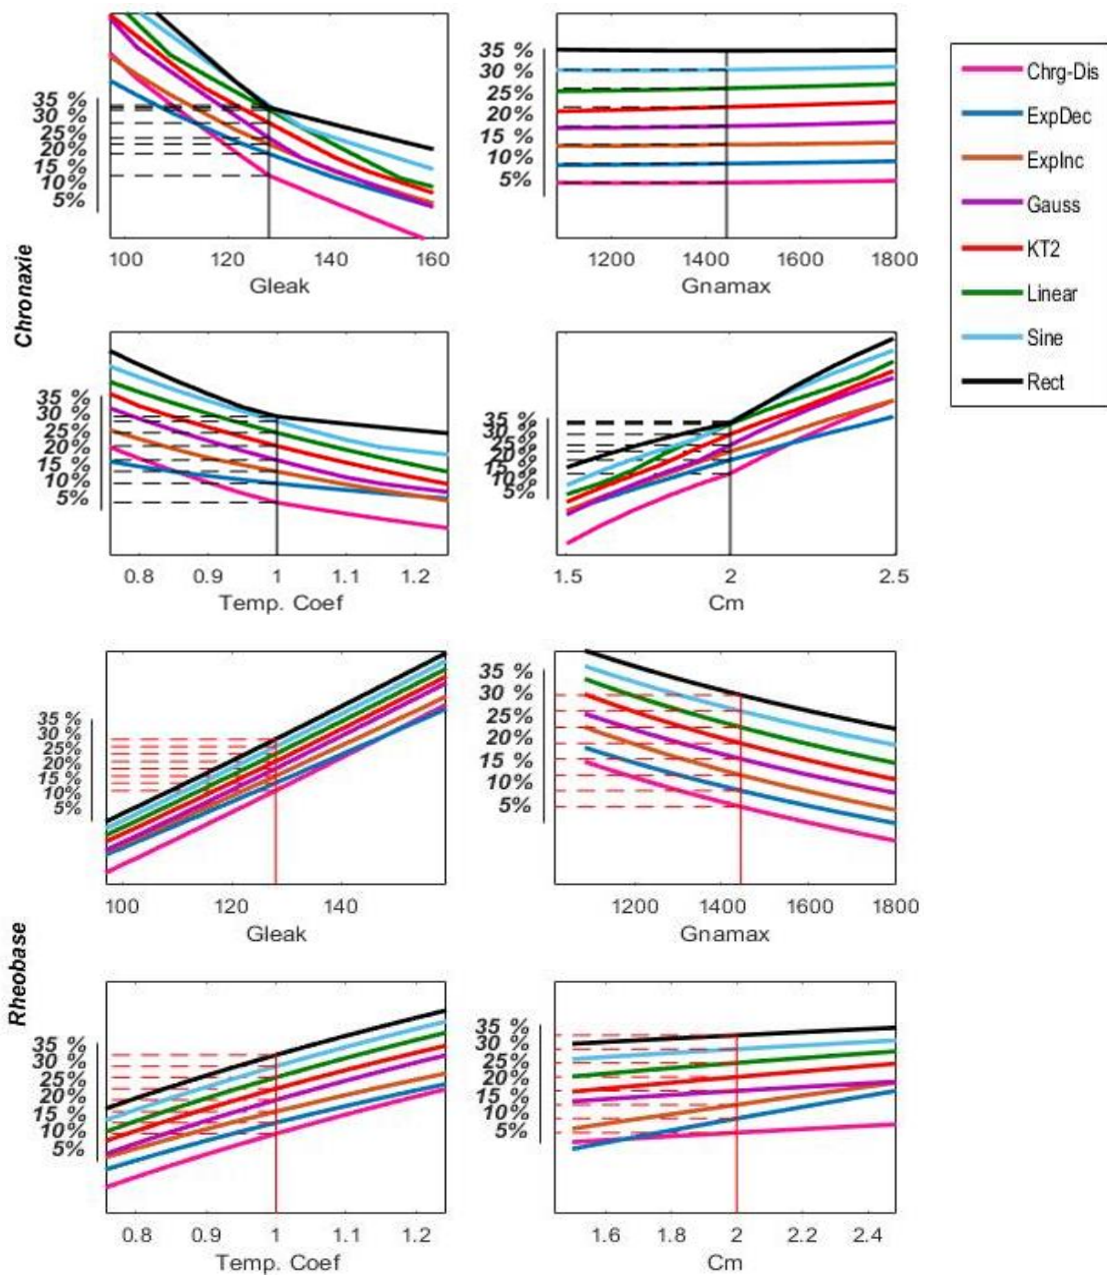 Chronaxie
35 %
30 %
25%
20%
15%
10%
5%
100 120 140 160
Gleak
35 %
30 %
25%
20%
15%
10%
5%
1200 1400 1600 1800
Gnamax
Chrg-Dis
ExpDec
ExpInc
Gauss
KT2
Linear
Sine
Rect
35 %
30 %
25%
20%
15%
10%
5%
0.8 0.9 1 1.1 1.2
Temp. Coef
35 %
30 %
25%
20%
15%
10%
5%
1.5 2 2.5
Cm
Rheobase
35 %
30 %
25%
20%
15%
10%
5%
100 120 140
Gleak
35 %
30 %
25%
20%
15%
10%
5%
1200 1400 1600 1800
Gnamax
35 %
30 %
25%
20%
15%
10%
5%
0.8 0.9 1 1.1 1.2
Temp. Coef
35 %
30 %
25%
20%
15%
10%
5%
1.6 1.8 2 2.2 2.4
Cm